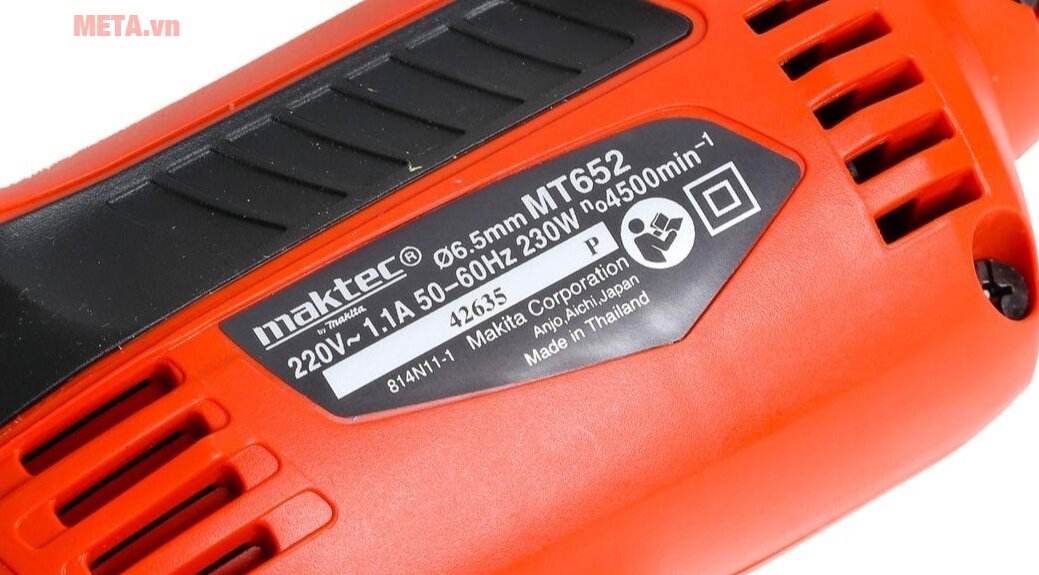 META.vn
maktec® ø6.5mm MT652
by makita
220V~ 1.1A 50-60Hz 230W n₀4500min⁻¹
42635 P
814N11-1 Makita Corporation
Anjo,Aichi,Japan
Made in Thailand